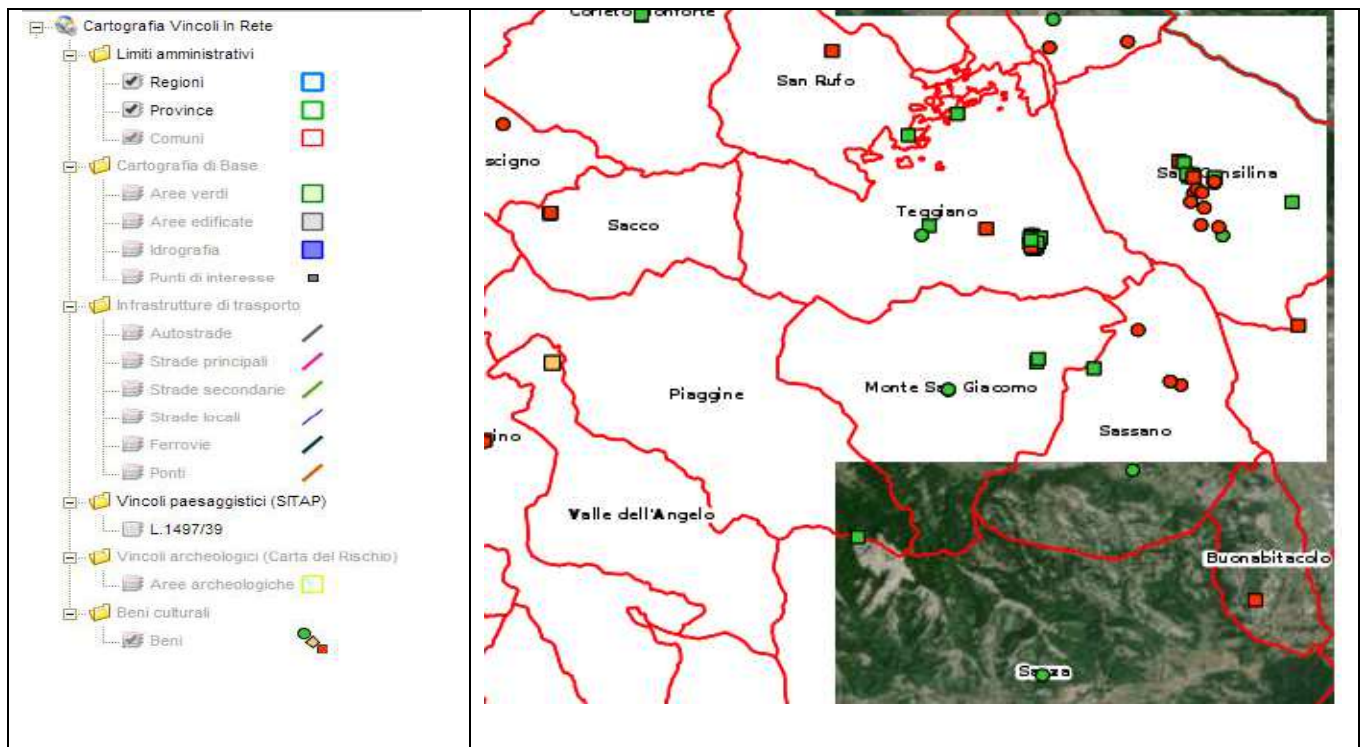 Cartografia Vincoli In Rete
Limiti amministrativi
Regioni
Province
Comuni
Cartografia di Base
Aree verdi
Aree edificate
Idrografia
Punti di interesse
Infrastrutture di trasporto
Autostrade
Strade principali
Strade secondarie
Strade locali
Ferrovie
Ponti
Vincoli paesaggistici (SITAP)
L.1497/39
Vincoli archeologici (Carta del Rischio)
Aree archeologiche
Beni culturali
Beni
San Rufo
scigno
Sacco
Teggiano
Piaggine
Monte San Giacomo
Sassano
ino
Valle dell'Angelo
Buonabitacolo
Sanza